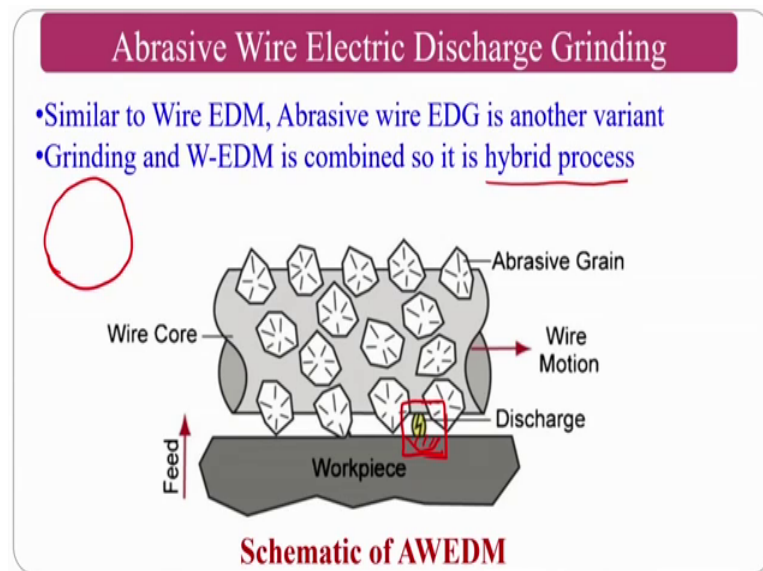 Abrasive Wire Electric Discharge Grinding
•Similar to Wire EDM, Abrasive wire EDG is another variant
•Grinding and W-EDM is combined so it is hybrid process
Abrasive Grain
Wire Core
Wire
Motion
Discharge
Feed
Workpiece
Schematic of AWEDM